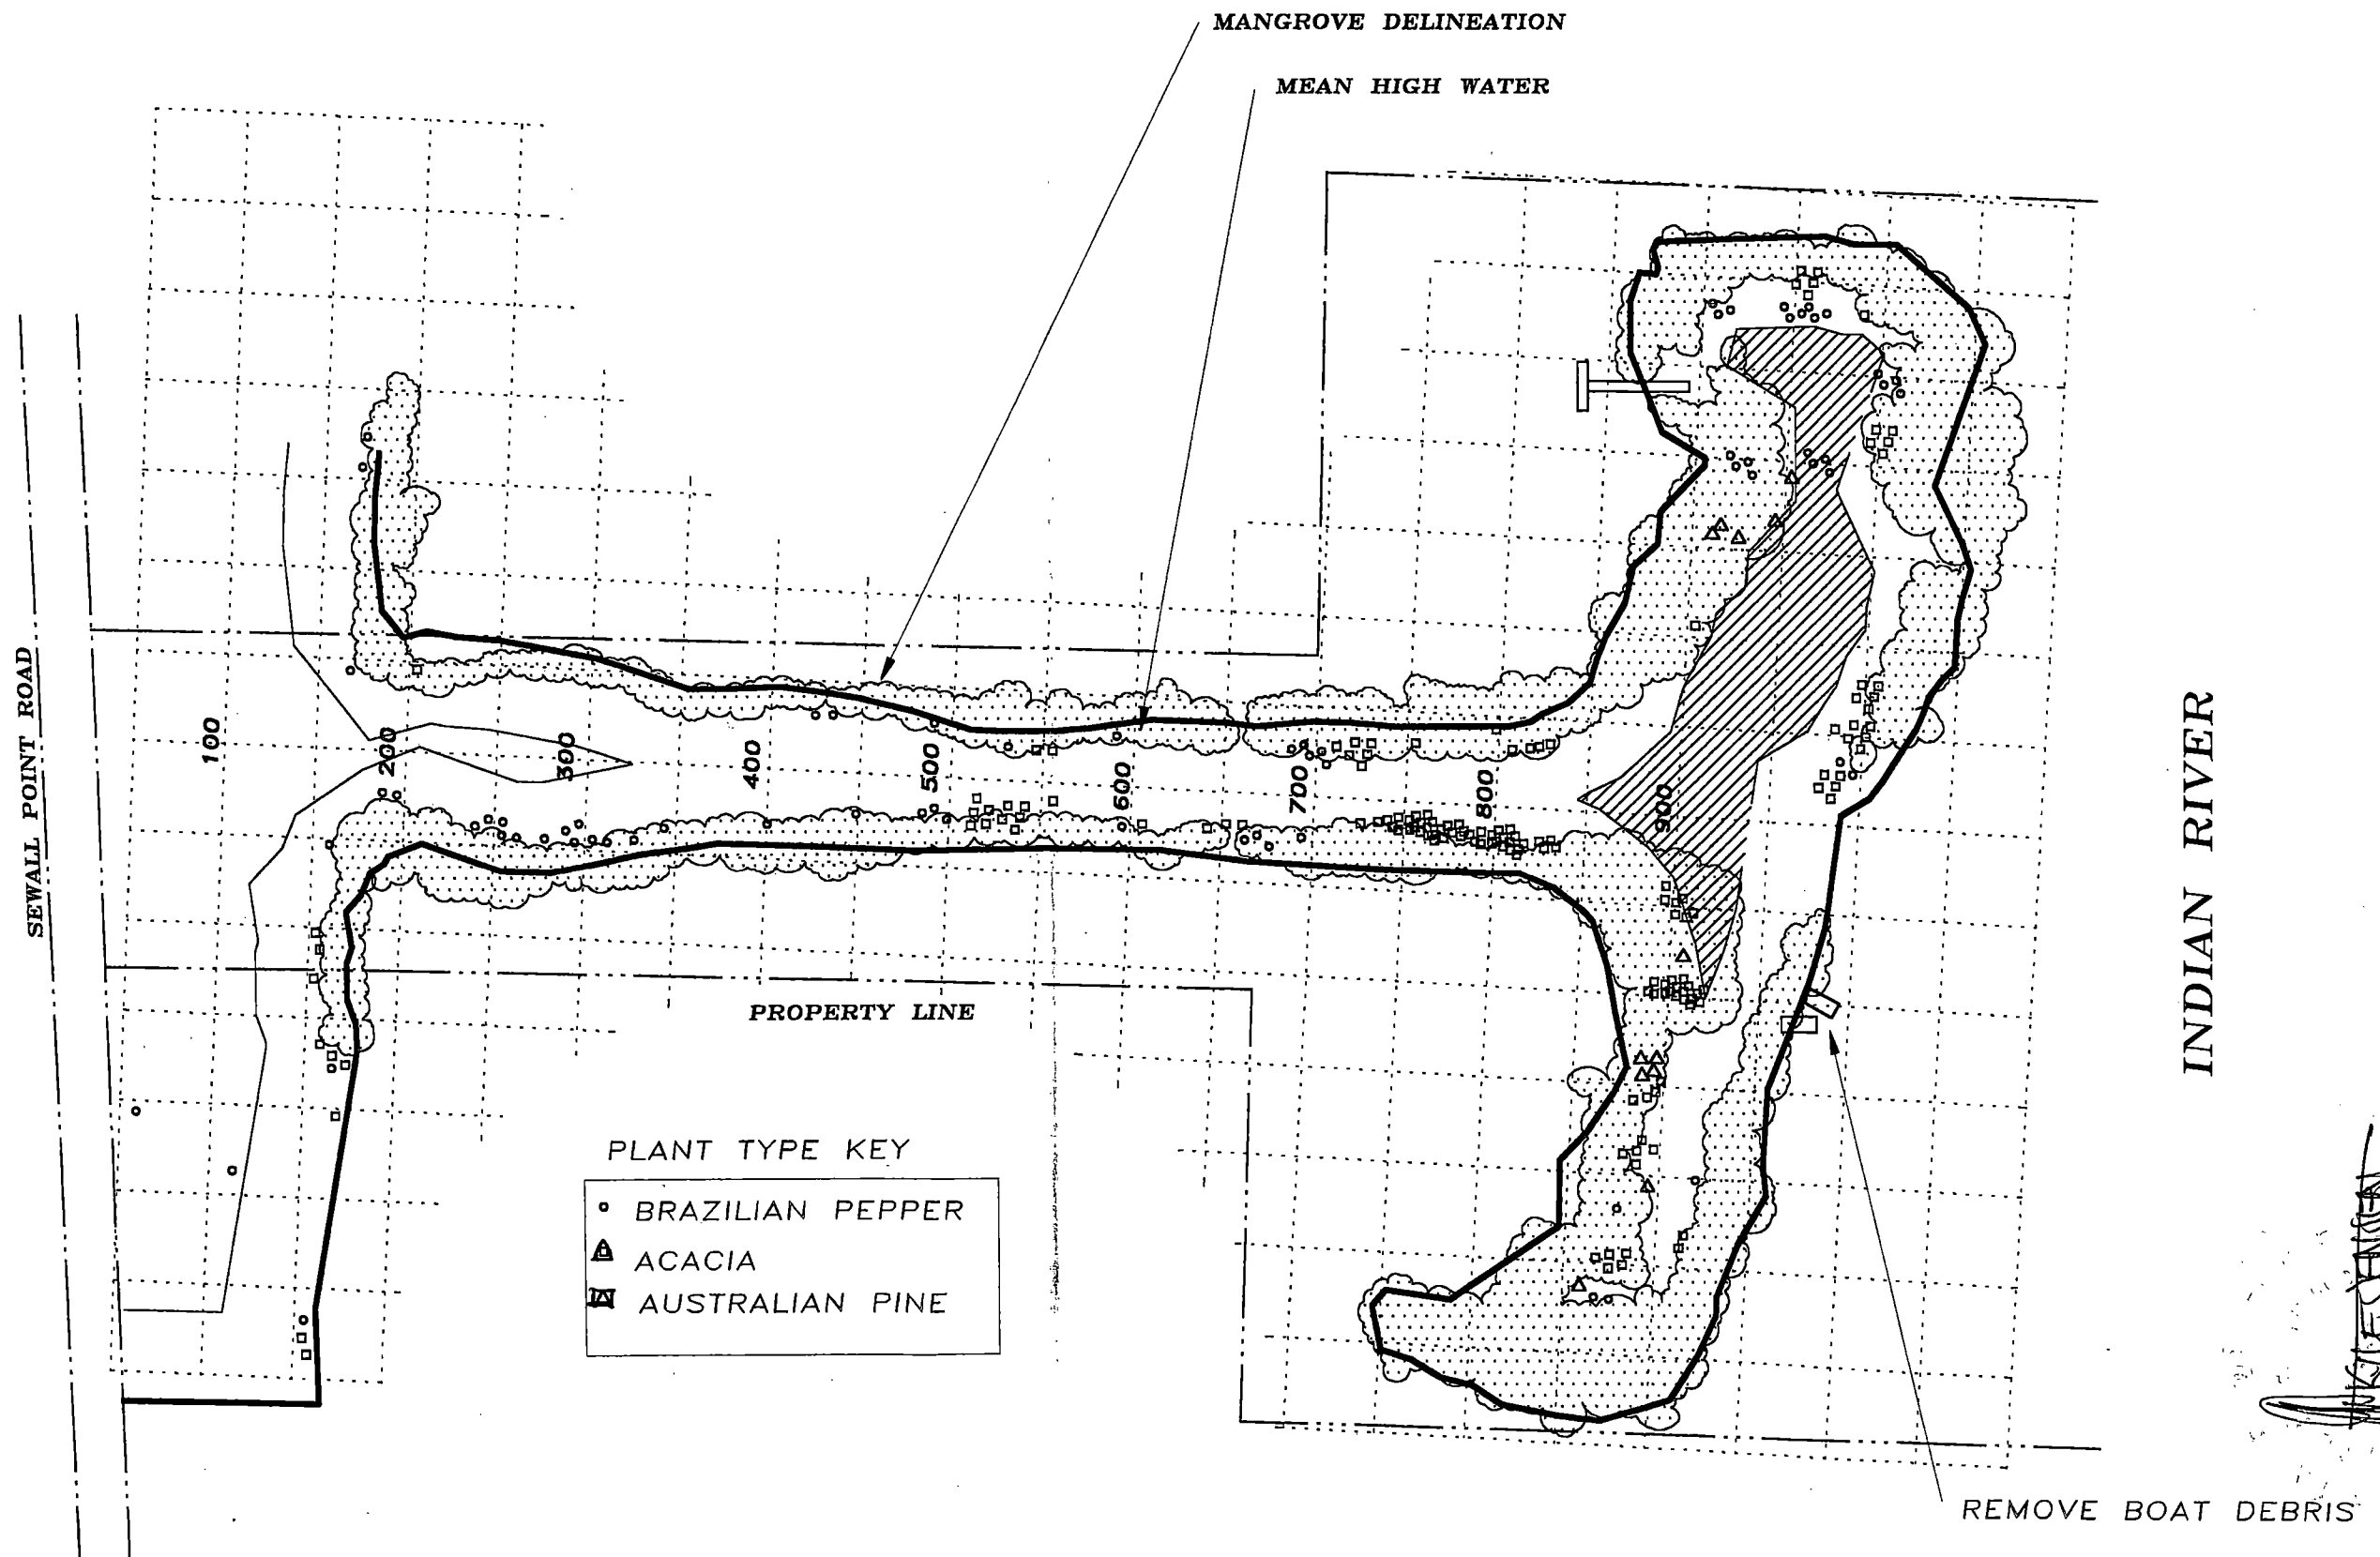 MANGROVE DELINEATION
MEAN HIGH WATER
SEWALL POINT ROAD
100
200
300
400
500
600
700
800
900
INDIAN RIVER
PROPERTY LINE
PLANT TYPE KEY
BRAZILIAN PEPPER
ACACIA
AUSTRALIAN PINE
REMOVE BOAT DEBRIS